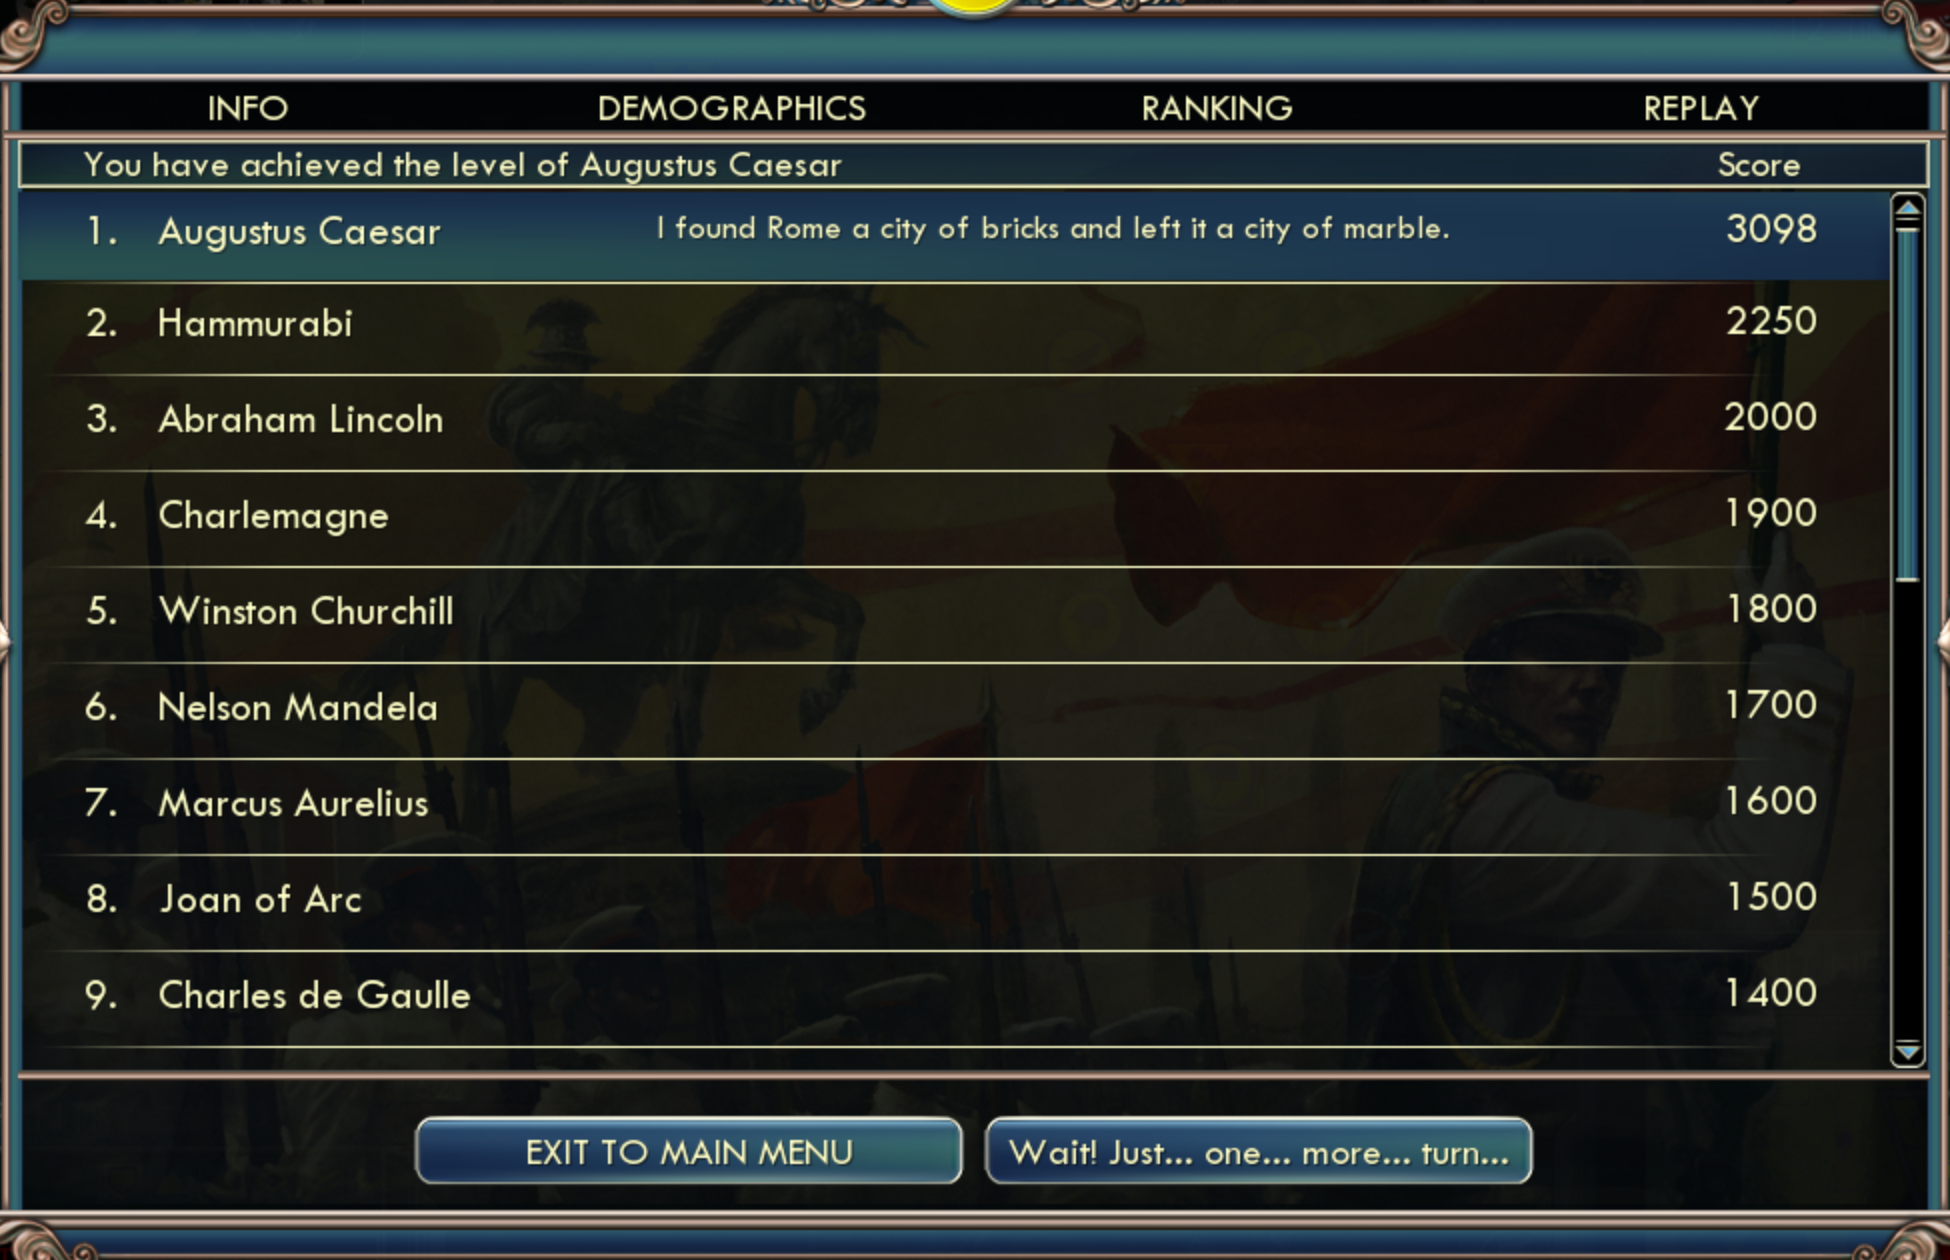 INFO DEMOGRAPHICS RANKING REPLAY
You have achieved the level of Augustus Caesar Score
1. Augustus Caesar I found Rome a city of bricks and left it a city of marble. 3098
2. Hammurabi 2250
3. Abraham Lincoln 2000
4. Charlemagne 1900
5. Winston Churchill 1800
6. Nelson Mandela 1700
7. Marcus Aurelius 1600
8. Joan of Arc 1500
9. Charles de Gaulle 1400
EXIT TO MAIN MENU Wait! Just... one... more... turn...